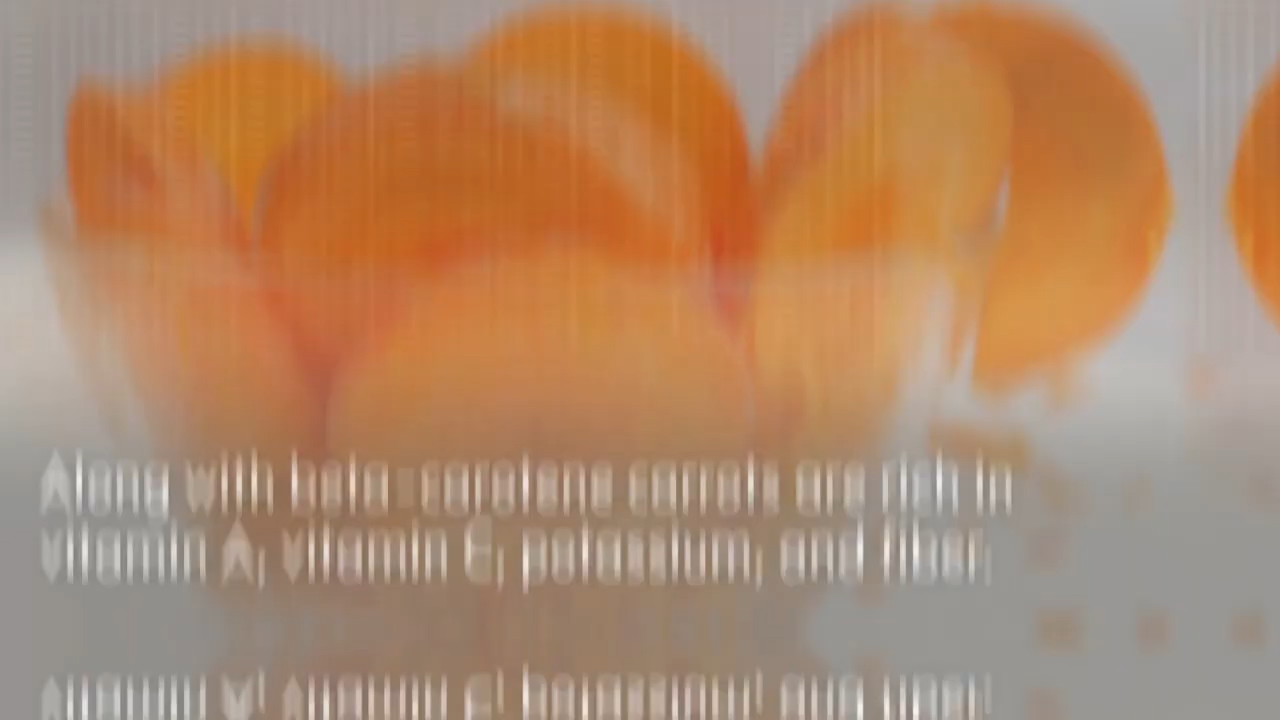 Along with beta-carotene carrots are rich in
vitamin A, vitamin C, potassium, and fiber.